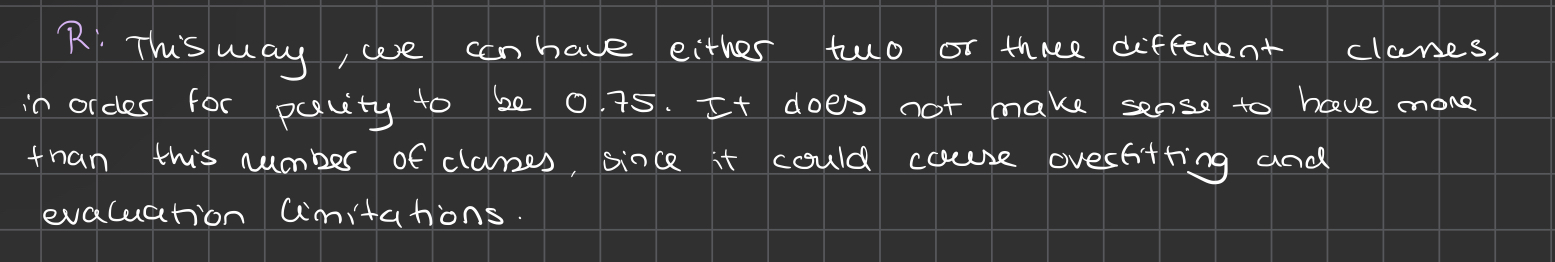 R: This way, we can have either two or three different classes,
in order for purity to be 0.75. It does not make sense to have more
than this number of classes, since it could cause overfitting and
evaluation limitations.